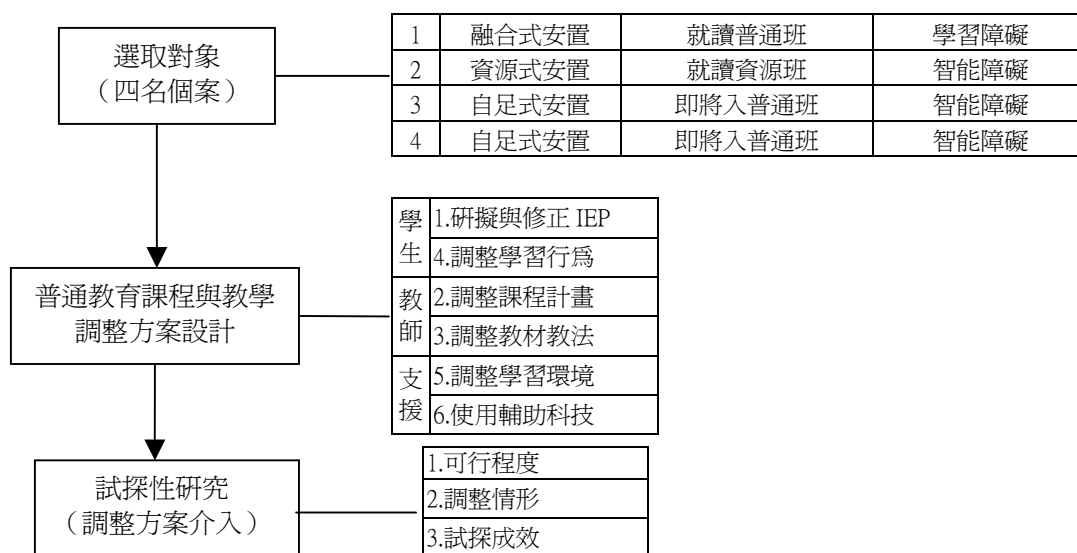 選取對象
（四名個案）
1 融合式安置 就讀普通班 學習障礙
2 資源式安置 就讀資源班 智能障礙
3 自足式安置 即將入普通班 智能障礙
4 自足式安置 即將入普通班 智能障礙
普通教育課程與教學
調整方案設計
學生
1.研擬與修正 IEP
4.調整學習行為
教師
2.調整課程計畫
3.調整教材教法
支援
5.調整學習環境
6.使用輔助科技
試探性研究
（調整方案介入）
1.可行程度
2.調整情形
3.試探成效